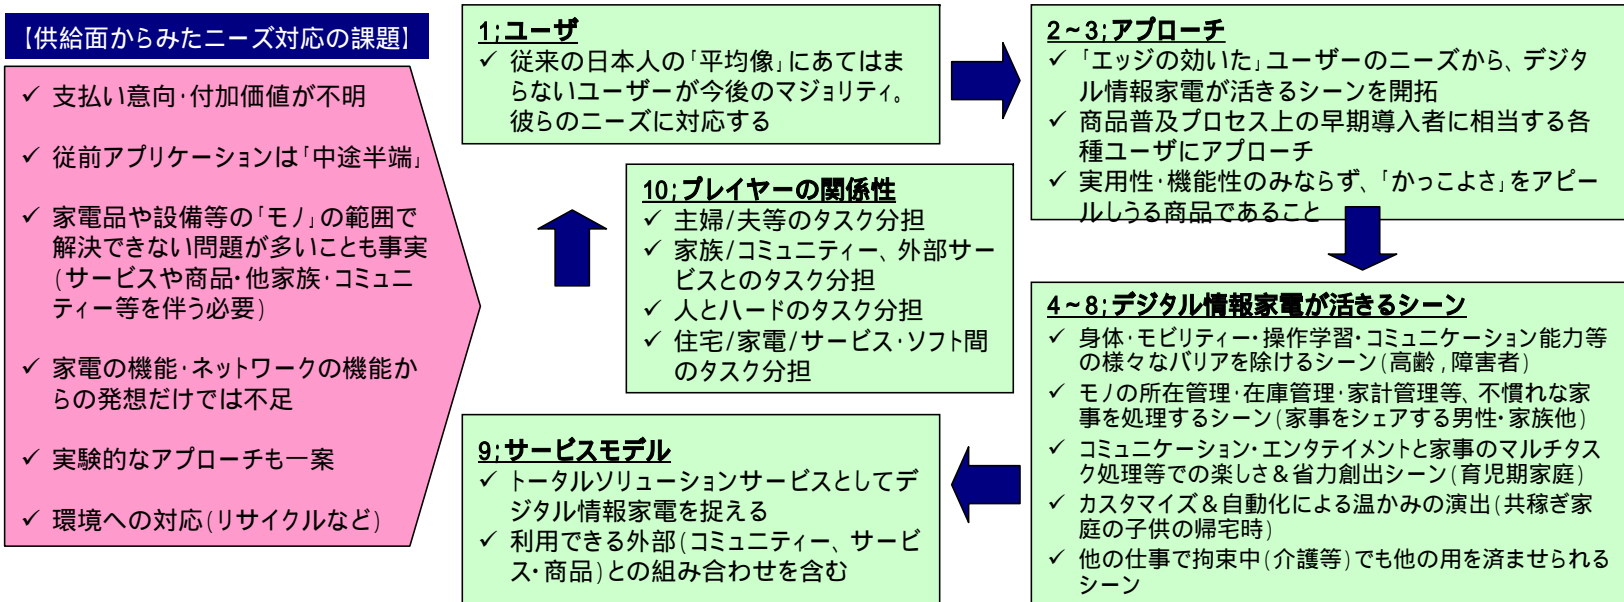 【供給面からみたニーズ対応の課題】
✓ 支払い意向・付加価値が不明
✓ 従前アプリケーションは「中途半端」
✓ 家電品や設備等の「モノ」の範囲で
解決できない問題が多いことも事実
(サービスや商品・他家族・コミュニ
ティー等を伴う必要)
✓ 家電の機能・ネットワークの機能か
らの発想だけでは不足
✓ 実験的なアプローチも一案
✓ 環境への対応(リサイクルなど)
1;ユーザ
✓ 従来の日本人の「平均像」にあてはま
らないユーザーが今後のマジョリティ。
彼らのニーズに対応する
2~3;アプローチ
✓ 「エッジの効いた」ユーザーのニーズから、デジタ
ル情報家電が活きるシーンを開拓
✓ 商品普及プロセス上の早期導入者に相当する各
種ユーザにアプローチ
✓ 実用性・機能性のみならず、「かっこよさ」をアピー
ルしうる商品であること
4~8;デジタル情報家電が活きるシーン
✓ 身体・モビリティー・操作学習・コミュニケーション能力等
の様々なバリアを除けるシーン(高齢,障害者)
✓ モノの所在管理・在庫管理・家計管理等、不慣れな家
事を処理するシーン(家事をシェアする男性・家族他)
✓ コミュニケーション・エンタテイメントと家事のマルチタス
ク処理等での楽しさ&省力創出シーン(育児期家庭)
✓ カスタマイズ&自動化による温かみの演出(共稼ぎ家
庭の子供の帰宅時)
✓ 他の仕事で拘束中(介護等)でも他の用を済ませられる
シーン
9;サービスモデル
✓ トータルソリューションサービスとしてデ
ジタル情報家電を捉える
✓ 利用できる外部(コミュニティー、サービ
ス・商品)との組み合わせを含む
10;プレイヤーの関係性
✓ 主婦/夫等のタスク分担
✓ 家族/コミュニティー、外部サー
ビスとのタスク分担
✓ 人とハードのタスク分担
✓ 住宅/家電/サービス・ソフト間
のタスク分担